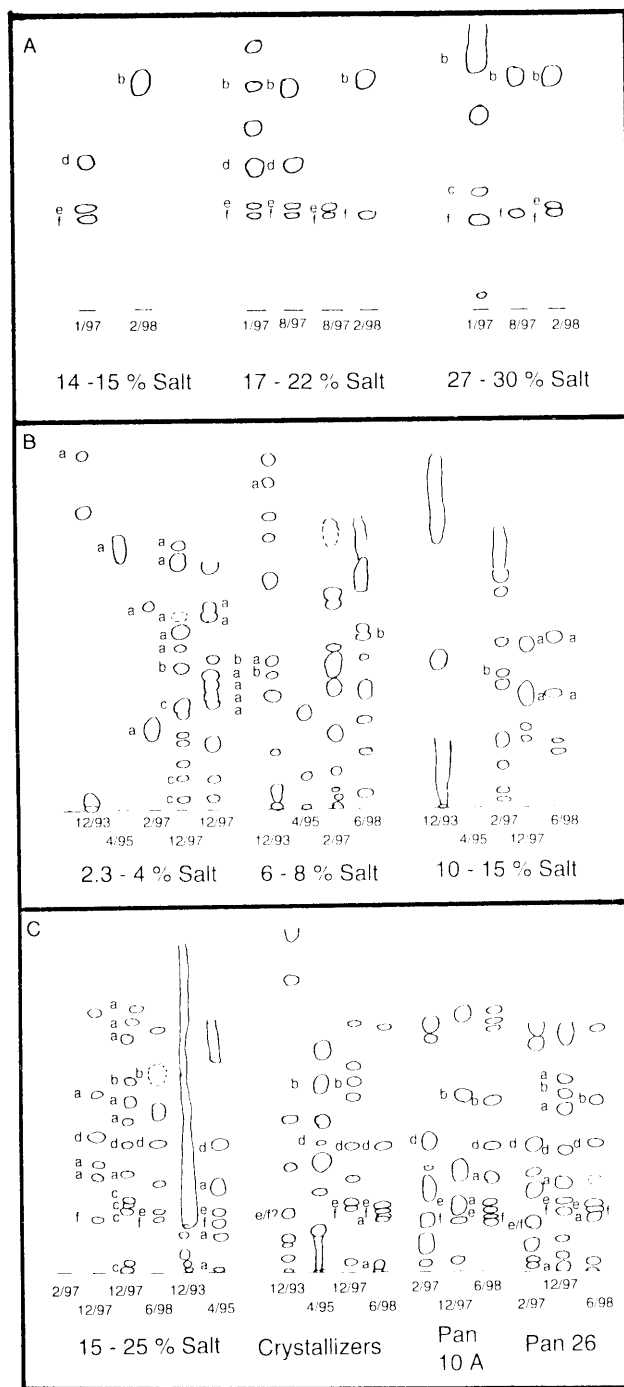 A
b
b b b b b b
d d d
c
e e e e e
f f f f f f f f
1/97 2/98 1/97 8/97 8/97 2/98 1/97 8/97 2/98
14 -15 % Salt 17 - 22 % Salt 27 - 30 % Salt
B
a
a
a a
a
a a a
a a
a b a a
a
b b a b b
a
a a a
c a
a
c
c
12/93 2/97 12/97 4/95 6/98 12/93 2/97 6/98
4/95 12/97 12/93 2/97 4/95 12/97
2.3 - 4 % Salt 6 - 8 % Salt 10 - 15 % Salt
C
a
a
a
b b b a
a a b b b b
a
d d d d d d d d d d
a
a a a a a
c e e e e e
c e f f f f f
f c f e/f? a e/f a
a
c a a a
2/97 12/97 12/93 12/93 12/97 2/97 6/98 12/97
12/97 6/98 4/95 4/95 6/98 12/97 2/97 6/98
15 - 25 % Salt Crystallizers Pan 10 A Pan 26